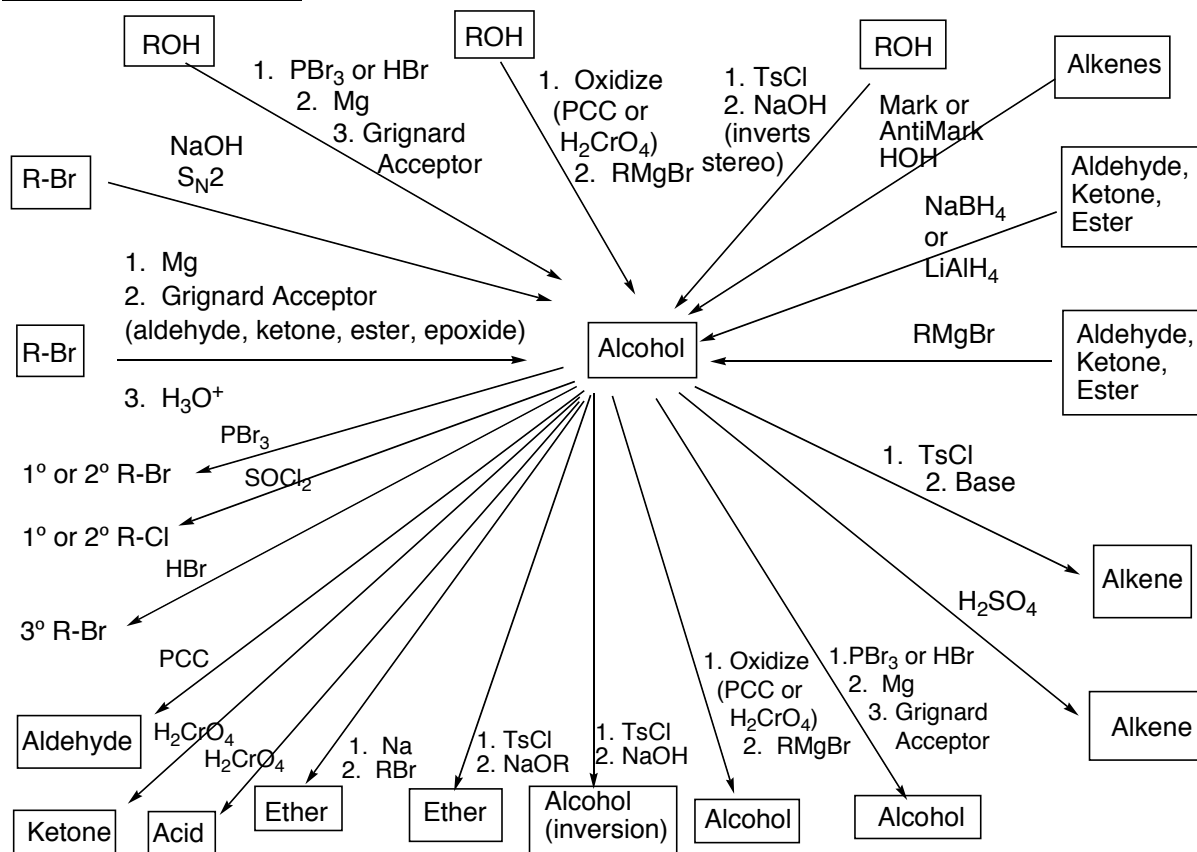 ROH
1. PBr3 or HBr
2. Mg
3. Grignard
Acceptor
ROH
1. Oxidize
(PCC or
H2CrO4)
2. RMgBr
1. TsCl
2. NaOH
(inverts
stereo)
ROH
Mark or
AntiMark
HOH
Alkenes
R-Br
NaOH
SN2
Aldehyde,
Ketone,
Ester
NaBH4
or
LiAlH4
1. Mg
2. Grignard Acceptor
(aldehyde, ketone, ester, epoxide)
R-Br
3. H3O+
Alcohol
RMgBr
Aldehyde,
Ketone,
Ester
PBr3
1º or 2º R-Br
SOCl2
1º or 2º R-Cl
HBr
3º R-Br
PCC
Aldehyde
H2CrO4
Ketone
H2CrO4
Acid
1. Na
2. RBr
Ether
1. TsCl
2. NaOR
Ether
1. TsCl
2. NaOH
Alcohol
(inversion)
1. Oxidize
(PCC or
H2CrO4)
2. RMgBr
Alcohol
1.PBr3 or HBr
2. Mg
3. Grignard
Acceptor
Alcohol
1. TsCl
2. Base
Alkene
H2SO4
Alkene